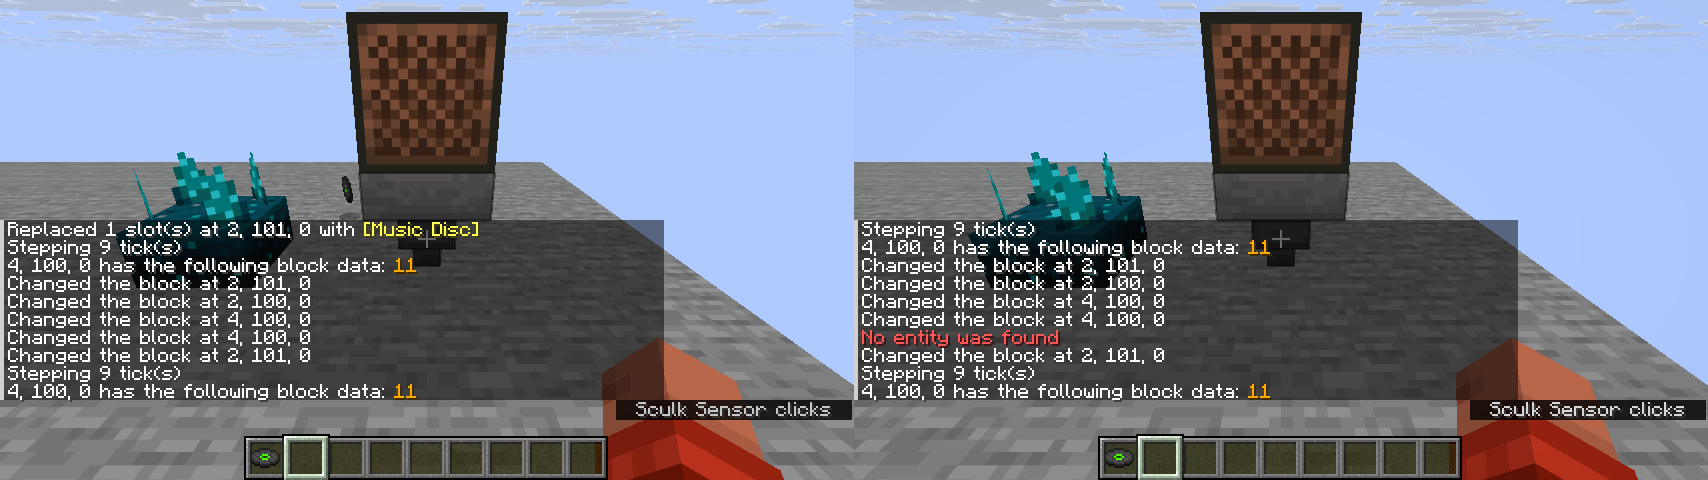 Replaced 1 slot(s) at 2, 101, 0 with [Music Disc]
Stepping 9 tick(s)
4, 100, 0 has the following block data: 11
Changed the block at 2, 101, 0
Changed the block at 2, 100, 0
Changed the block at 4, 100, 0
Changed the block at 4, 100, 0
Changed the block at 2, 101, 0
Stepping 9 tick(s)
4, 100, 0 has the following block data: 11
Sculk Sensor clicks
Stepping 9 tick(s)
4, 100, 0 has the following block data: 11
Changed the block at 2, 101, 0
Changed the block at 2, 100, 0
Changed the block at 4, 100, 0
Changed the block at 4, 100, 0
No entity was found
Changed the block at 2, 101, 0
Stepping 9 tick(s)
4, 100, 0 has the following block data: 11
Sculk Sensor clicks